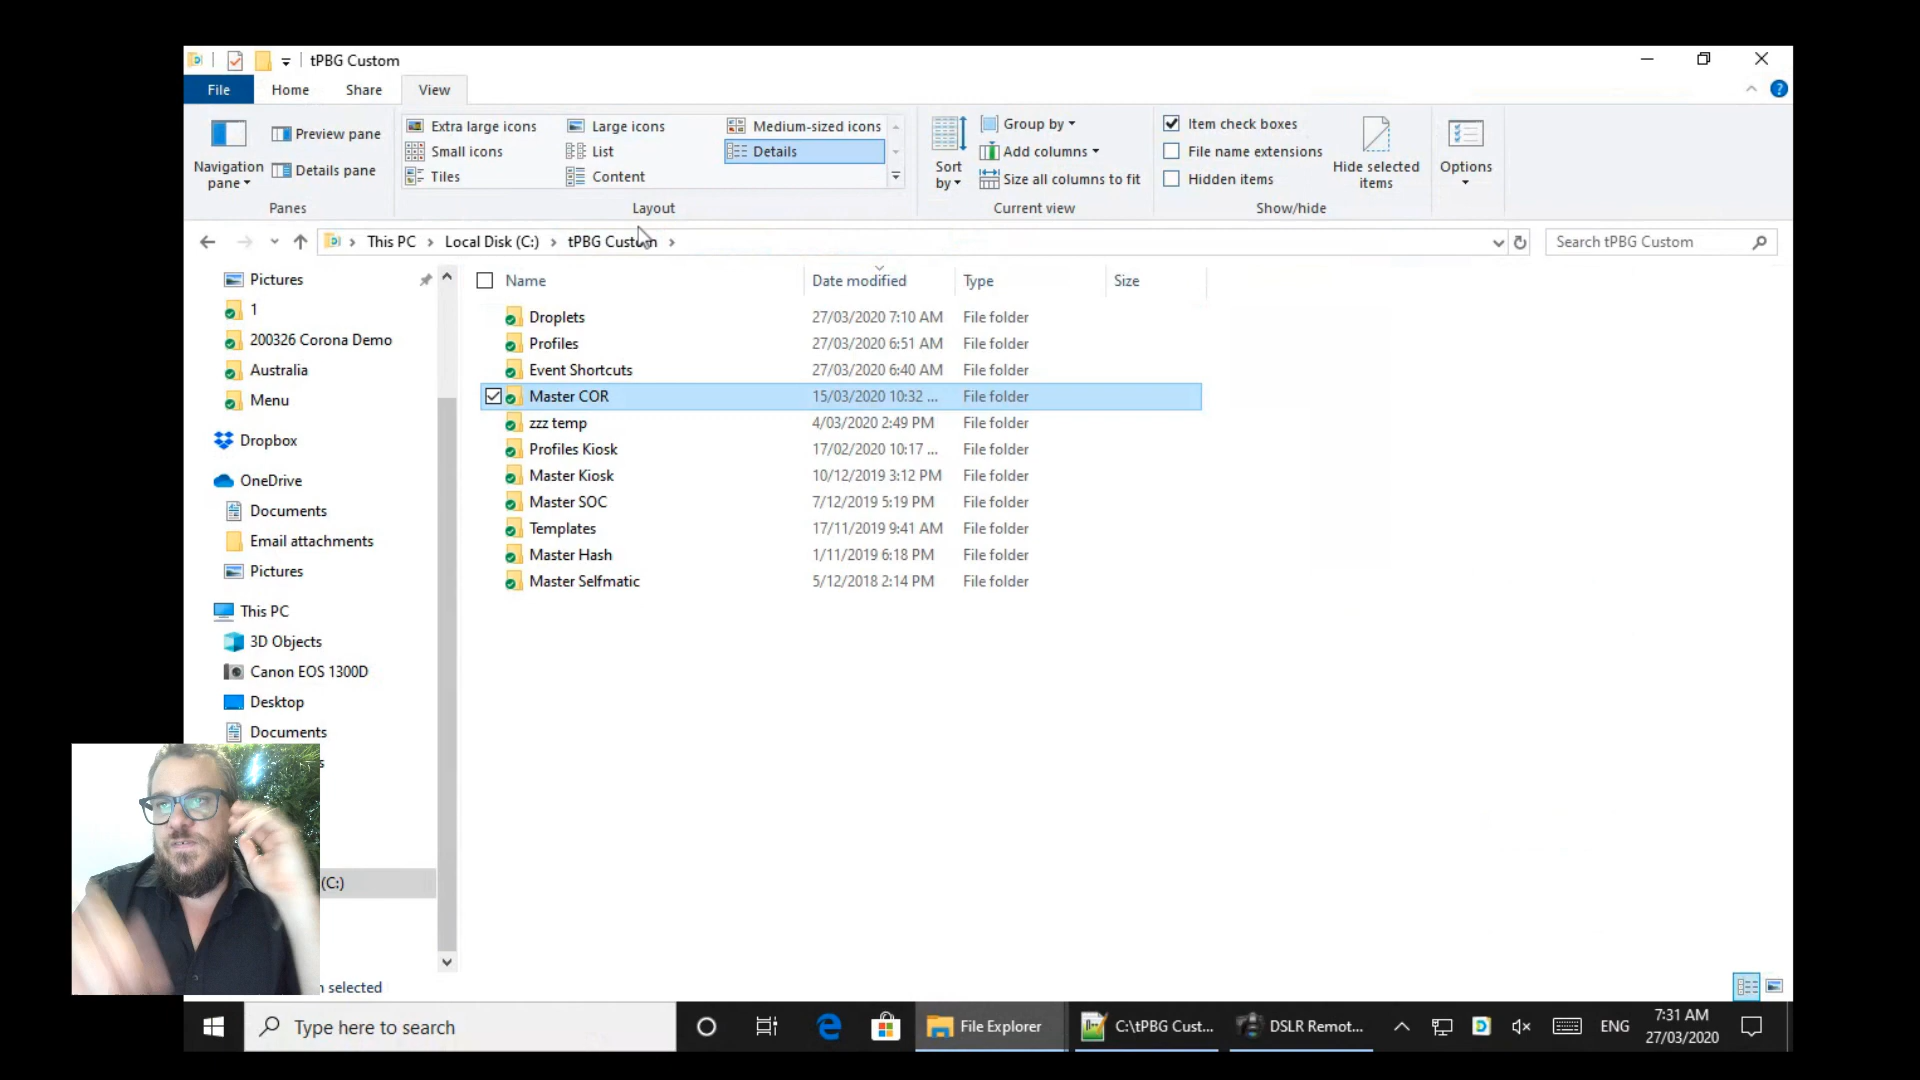 tPBG Custom
File Home Share View
Navigation pane
Preview pane
Details pane
Panes
Extra large icons Large icons Medium-sized icons
Small icons List Details
Tiles Content
Layout
Sort by
Group by
Add columns
Size all columns to fit
Current view
Item check boxes
File name extensions
Hidden items
Hide selected items
Show/hide
Options
This PC Local Disk (C:) tPBG Custom
Search tPBG Custom
Pictures
1
200326 Corona Demo
Australia
Menu
Dropbox
OneDrive
Documents
Email attachments
Pictures
This PC
3D Objects
Canon EOS 1300D
Desktop
Documents
(C:)
selected
Name Date modified Type Size
Droplets 27/03/2020 7:10 AM File folder
Profiles 27/03/2020 6:51 AM File folder
Event Shortcuts 27/03/2020 6:40 AM File folder
Master COR 15/03/2020 10:32 ... File folder
zzz temp 4/03/2020 2:49 PM File folder
Profiles Kiosk 17/02/2020 10:17 ... File folder
Master Kiosk 10/12/2019 3:12 PM File folder
Master SOC 7/12/2019 5:19 PM File folder
Templates 17/11/2019 9:41 AM File folder
Master Hash 1/11/2019 6:18 PM File folder
Master Selfmatic 5/12/2018 2:14 PM File folder
Type here to search
File Explorer
C:\tPBG Cust...
DSLR Remot...
ENG
7:31 AM
27/03/2020